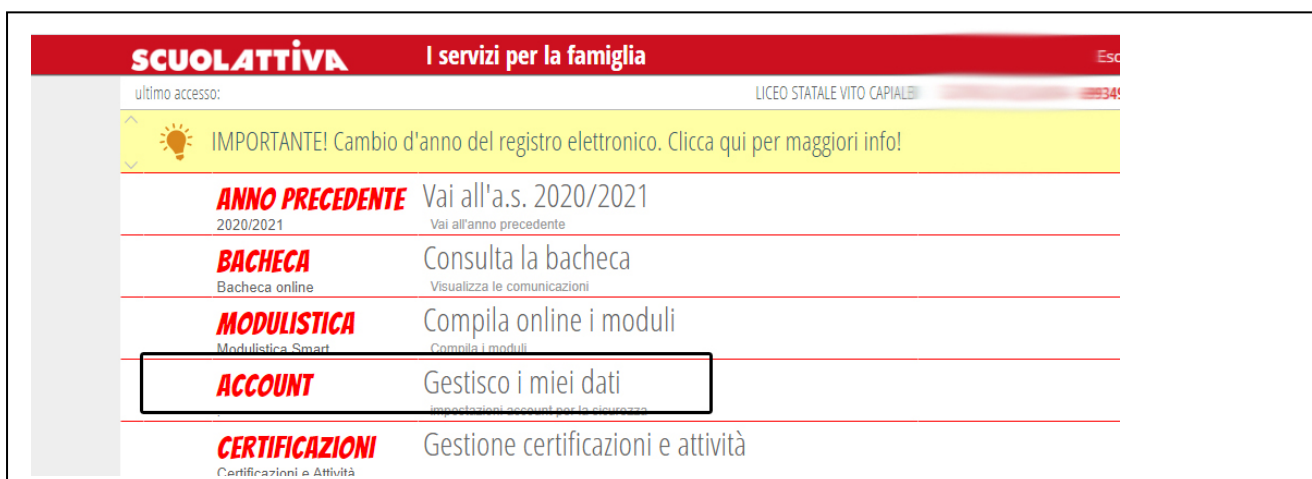 SCUOLATTIVA I servizi per la famiglia Esc
ultimo accesso: LICEO STATALE VITO CAPIALB
IMPORTANTE! Cambio d'anno del registro elettronico. Clicca qui per maggiori info!
ANNO PRECEDENTE Vai all'a.s. 2020/2021
2020/2021 Vai all'anno precedente
BACHECA Consulta la bacheca
Bacheca online Visualizza le comunicazioni
MODULISTICA Compila online i moduli
Modulistica Smart Compila i moduli
ACCOUNT Gestisco i miei dati
impostazioni account per la sicurezza
CERTIFICAZIONI Gestione certificazioni e attività
Certificazioni e Attività